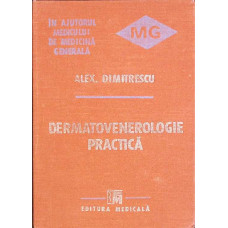 ÎN AJUTORUL
MEDICULUI
DE MEDICINĂ
GENERALĂ
MG
ALEX. DIMITRESCU
DERMATOVENEROLOGIE
PRACTICĂ
EDITURA MEDICALĂ